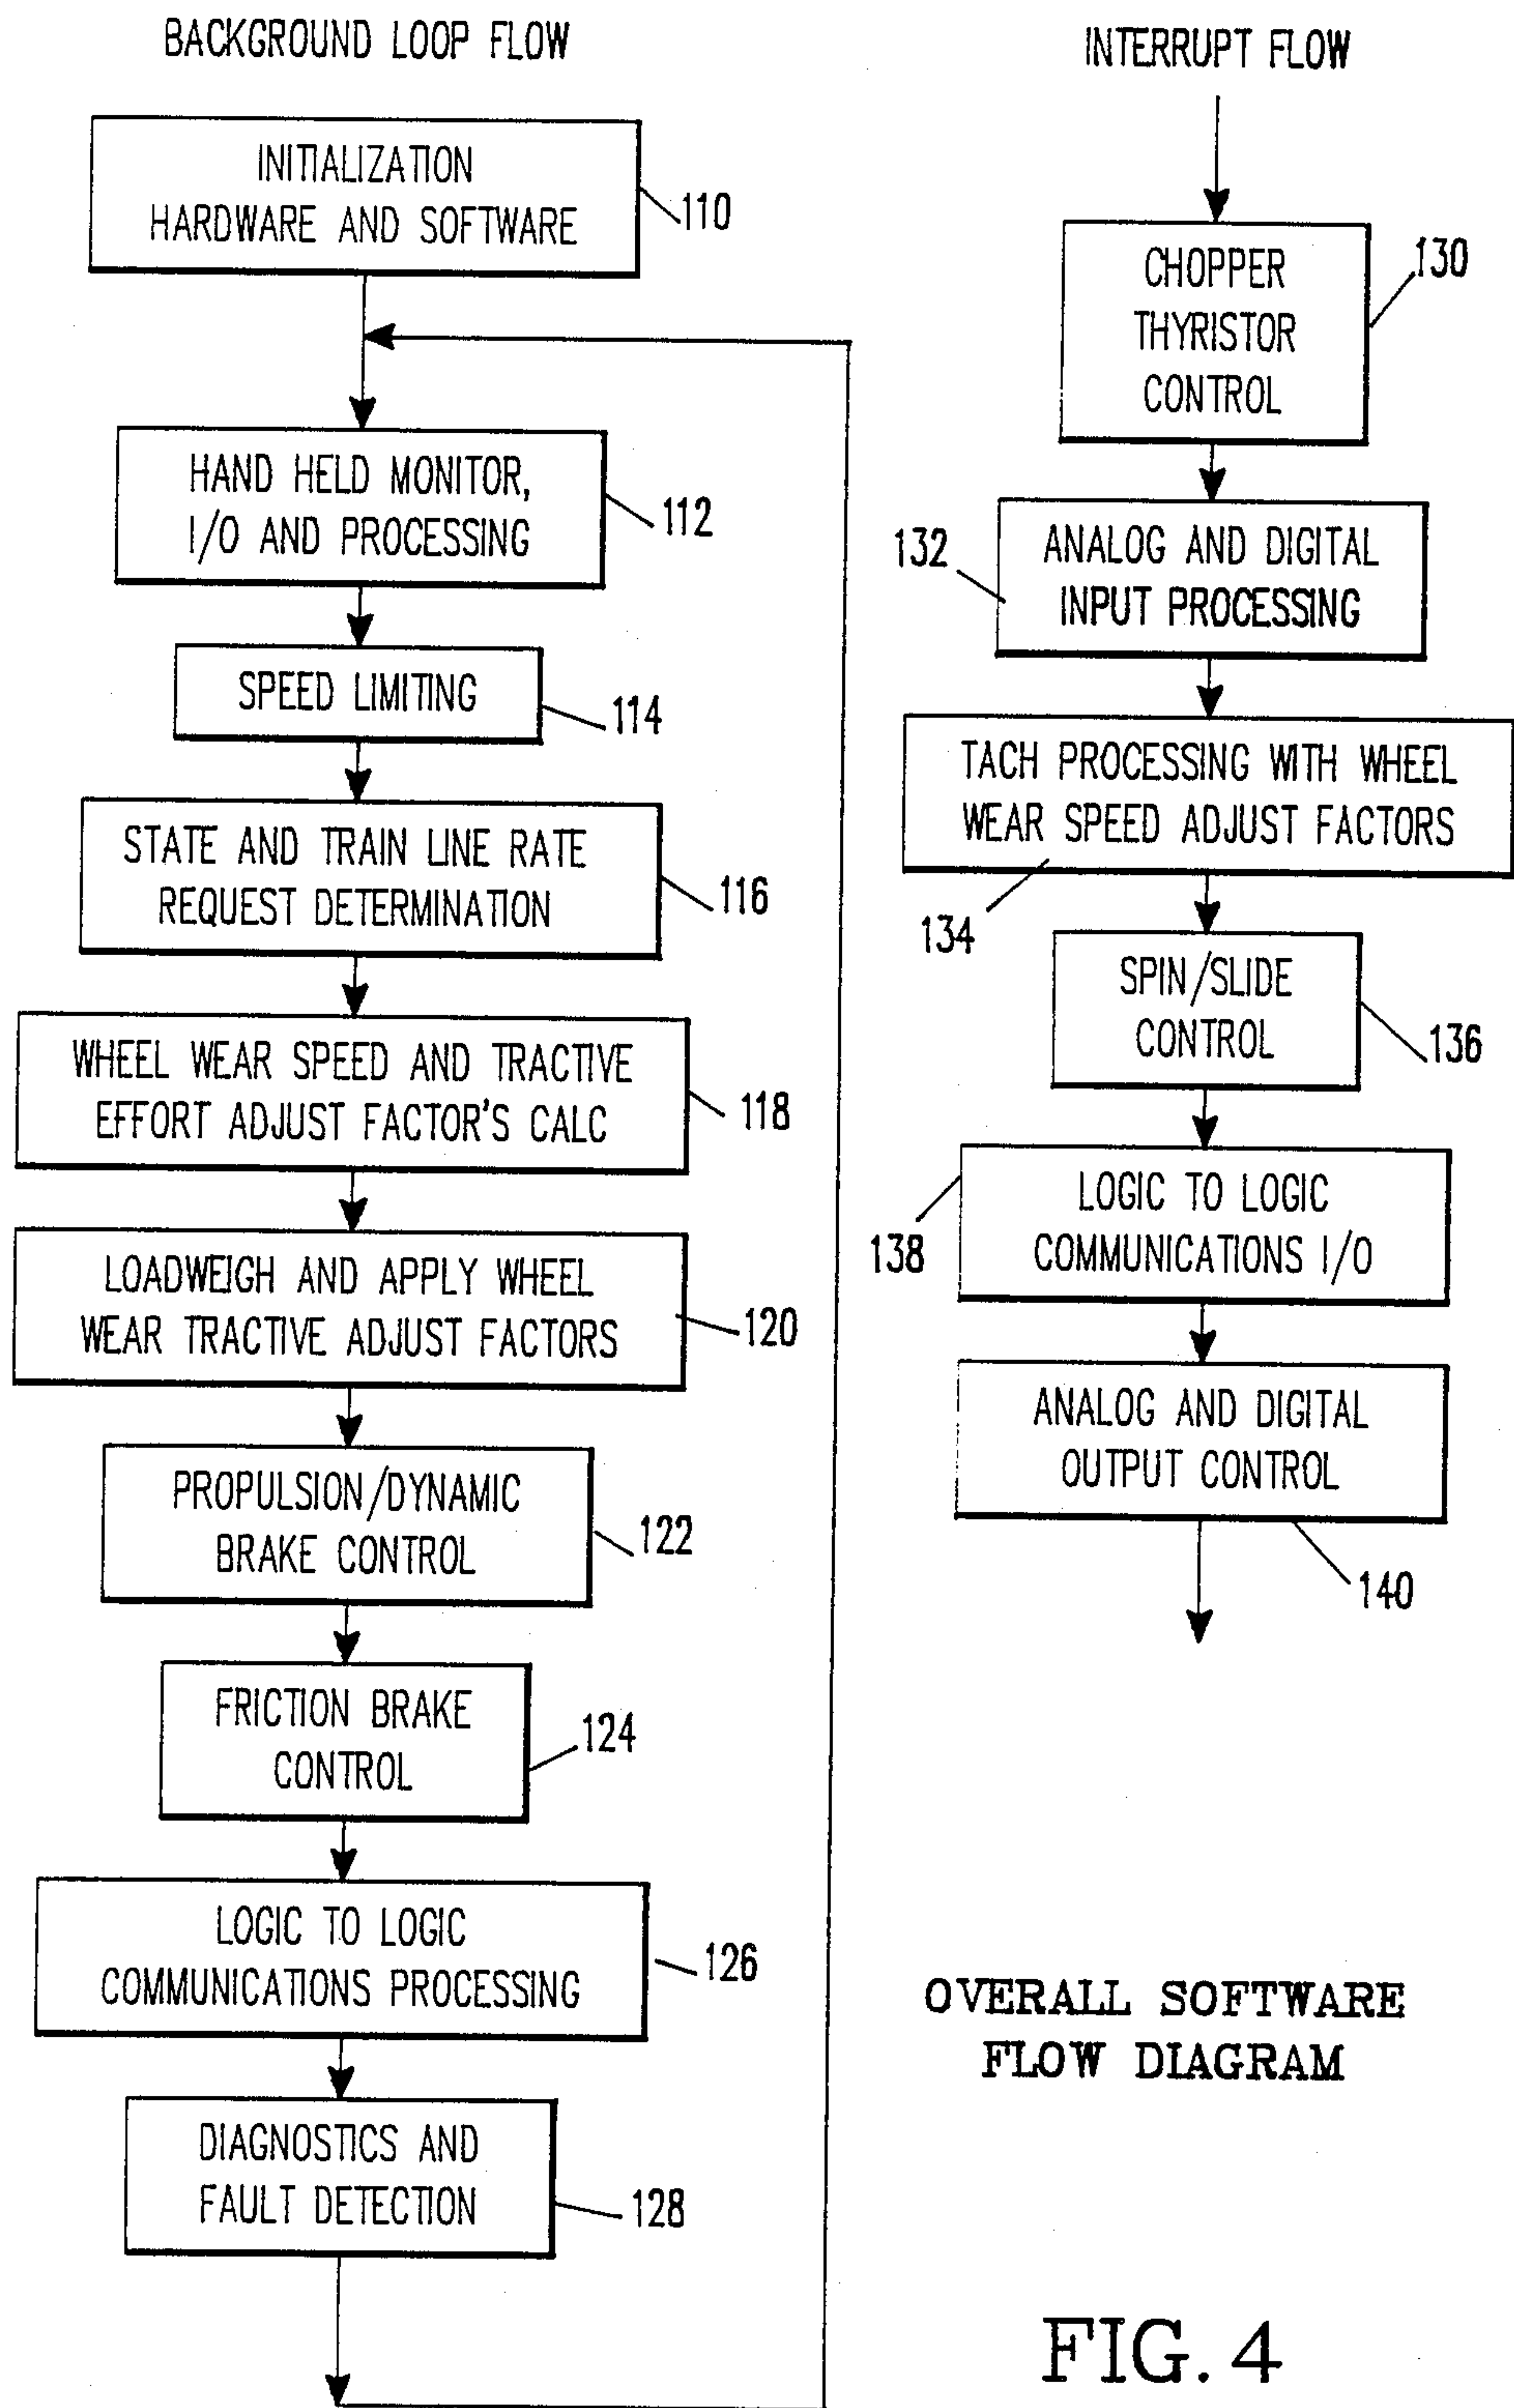 BACKGROUND LOOP FLOW
INITIALIZATION
HARDWARE AND SOFTWARE
110
HAND HELD MONITOR,
I/O AND PROCESSING
112
SPEED LIMITING
114
STATE AND TRAIN LINE RATE
REQUEST DETERMINATION
116
WHEEL WEAR SPEED AND TRACTIVE
EFFORT ADJUST FACTOR'S CALC
118
LOADWEIGH AND APPLY WHEEL
WEAR TRACTIVE ADJUST FACTORS
120
PROPULSION/DYNAMIC
BRAKE CONTROL
122
FRICTION BRAKE
CONTROL
124
LOGIC TO LOGIC
COMMUNICATIONS PROCESSING
126
DIAGNOSTICS AND
FAULT DETECTION
128
INTERRUPT FLOW
CHOPPER
THYRISTOR
CONTROL
130
ANALOG AND DIGITAL
INPUT PROCESSING
132
TACH PROCESSING WITH WHEEL
WEAR SPEED ADJUST FACTORS
134
SPIN/SLIDE
CONTROL
136
LOGIC TO LOGIC
COMMUNICATIONS I/O
138
ANALOG AND DIGITAL
OUTPUT CONTROL
140
OVERALL SOFTWARE
FLOW DIAGRAM
FIG. 4